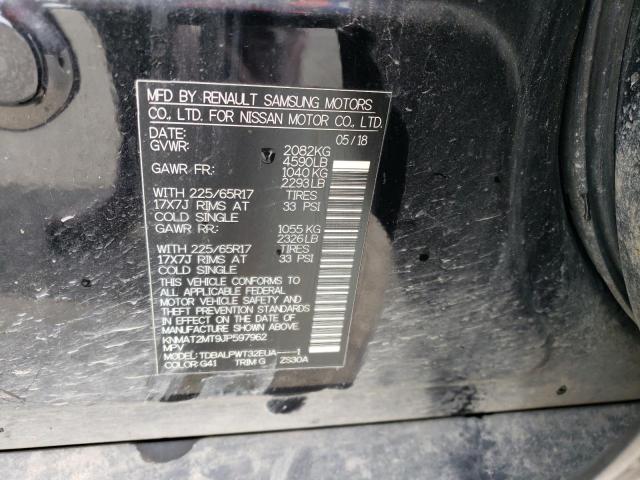 MFD BY RENAULT SAMSUNG MOTORS
CO., LTD. FOR NISSAN MOTOR CO., LTD.
DATE: 05/18
GVWR: 2082KG
4590LB
GAWR FR: 1040KG
2293LB
WITH 225/65R17 TIRES
17X7J RIMS AT 33 PSI
COLD SINGLE
GAWR RR: 1055KG
2326LB
WITH 225/65R17 TIRES
17X7J RIMS AT 33 PSI
COLD SINGLE
THIS VEHICLE CONFORMS TO
ALL APPLICABLE FEDERAL
MOTOR VEHICLE SAFETY AND
THEFT PREVENTION STANDARDS
IN EFFECT ON THE DATE OF
MANUFACTURE SHOWN ABOVE.
KNMAT2MT9JP597962
MPV
MODEL: TDBALPWT32EUA-----1
COLOR: G41 TRIM: G ZS30A